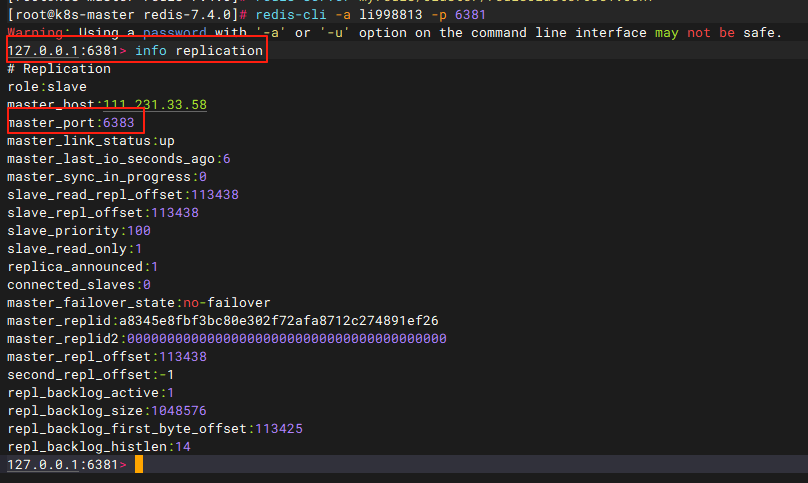 [root@k8s-master redis-7.4.0]# redis-cli -a li998813 -p 6381
Warning: Using a password with '-a' or '-u' option on the command line interface may not be safe.
127.0.0.1:6381> info replication
# Replication
role:slave
master_host:111.231.33.58
master_port:6383
master_link_status:up
master_last_io_seconds_ago:6
master_sync_in_progress:0
slave_read_repl_offset:113438
slave_repl_offset:113438
slave_priority:100
slave_read_only:1
replica_announced:1
connected_slaves:0
master_failover_state:no-failover
master_replid:a8345e8fbf3bc80e302f72afa8712c274891ef26
master_replid2:0000000000000000000000000000000000000000
master_repl_offset:113438
second_repl_offset:-1
repl_backlog_active:1
repl_backlog_size:1048576
repl_backlog_first_byte_offset:113425
repl_backlog_histlen:14
127.0.0.1:6381>